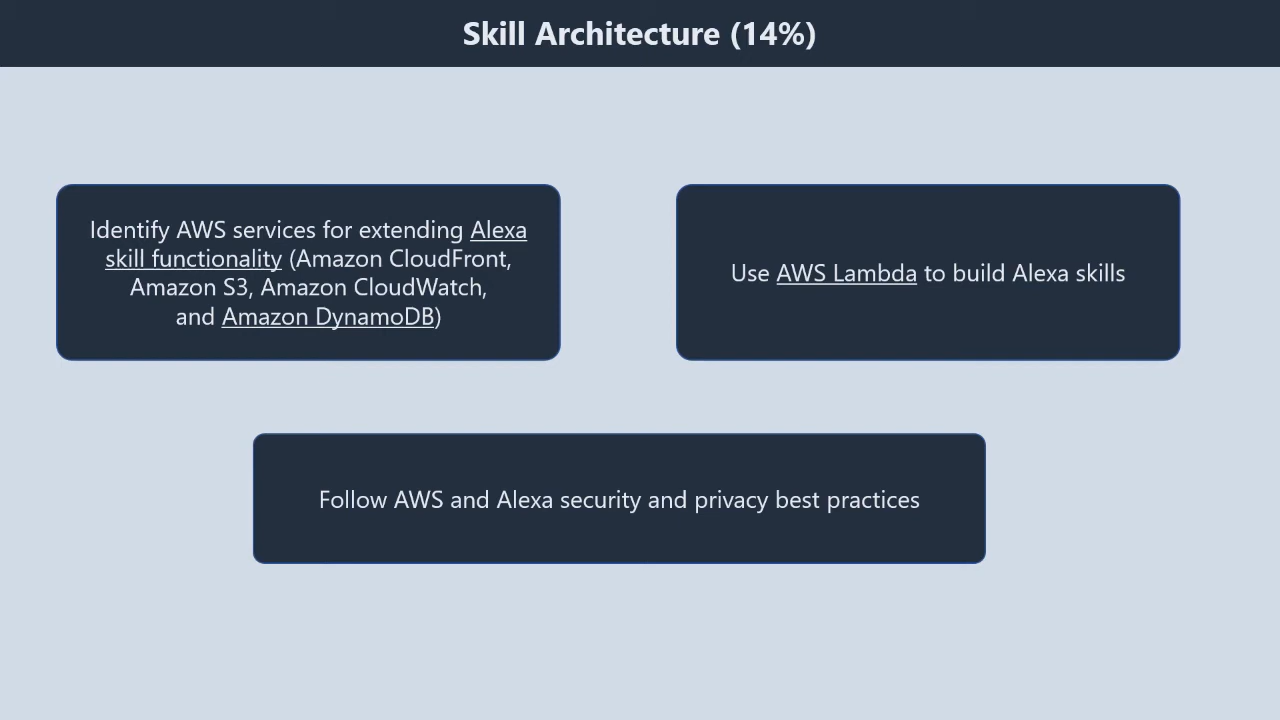 Skill Architecture (14%)
Identify AWS services for extending Alexa
skill functionality (Amazon CloudFront,
Amazon S3, Amazon CloudWatch,
and Amazon DynamoDB)
Use AWS Lambda to build Alexa skills
Follow AWS and Alexa security and privacy best practices